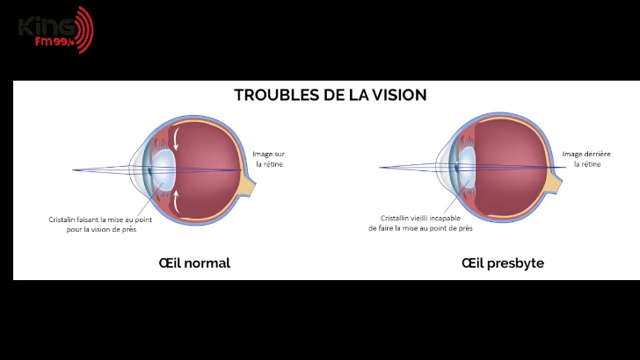 King
FM 99.4
TROUBLES DE LA VISION
Image sur
la rétine
Cristalin faisant la mise au point
pour la vision de près
Œil normal
Image derrière
la rétine
Cristallin vieilli incapable
de faire la mise au point de près
Œil presbyte